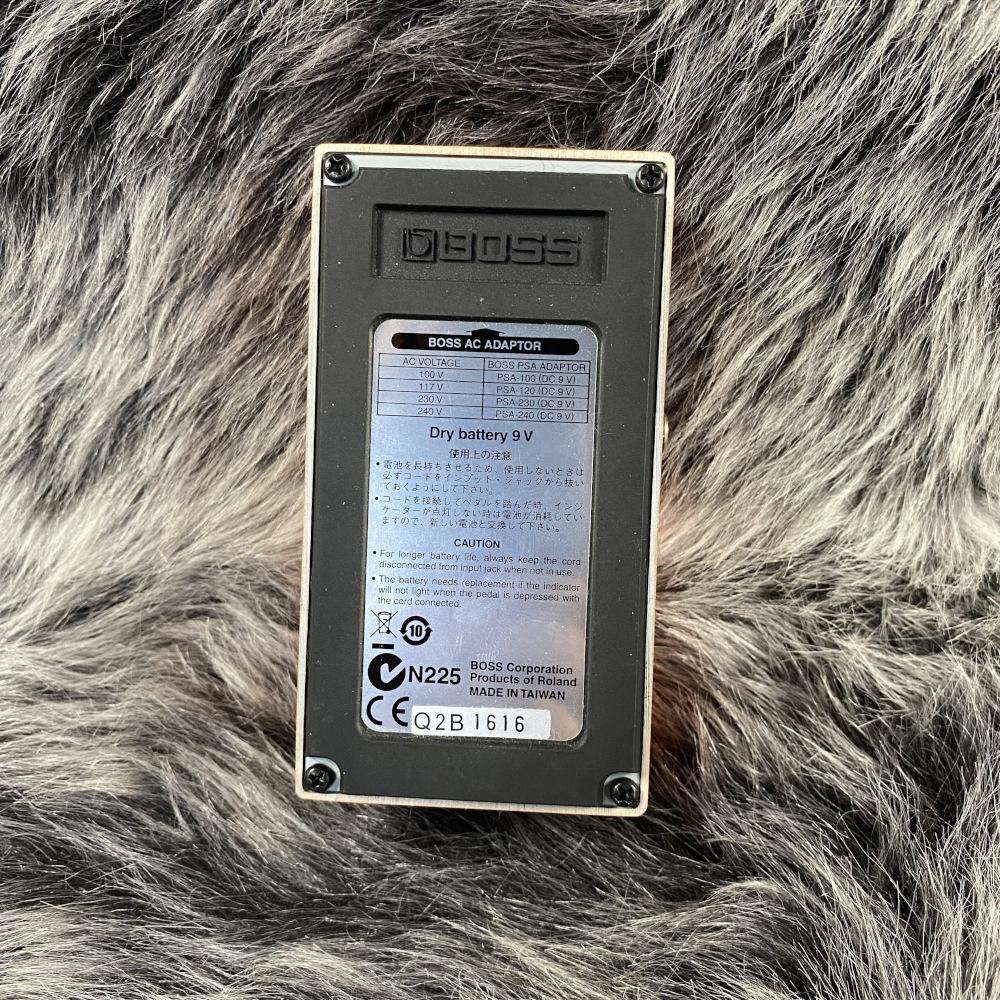 BOSS
BOSS AC ADAPTOR
AC VOLTAGE BOSS PSA ADAPTOR
100 V PSA-100 (DC 9 V)
117 V PSA-120 (DC 9 V)
230 V PSA-230 (DC 9 V)
240 V PSA-240 (DC 9 V)
Dry battery 9 V
使用上の注意
• 電池を長持ちさせるため、使用しないときは
必ずコードをインプット・ジャックから抜い
ておくようにして下さい。
• コードを接続してペダルを踏んだ時、インジ
ケーターが点灯しない時は電池が消耗してい
ますので、新しい電池と交換して下さい。
CAUTION
• For longer battery life, always keep the cord
disconnected from input jack when not in use.
• The battery needs replacement if the indicator
will not light when the pedal is depressed with
the cord connected.
10
N225
BOSS Corporation
Products of Roland
MADE IN TAIWAN
CE
Q2B1616